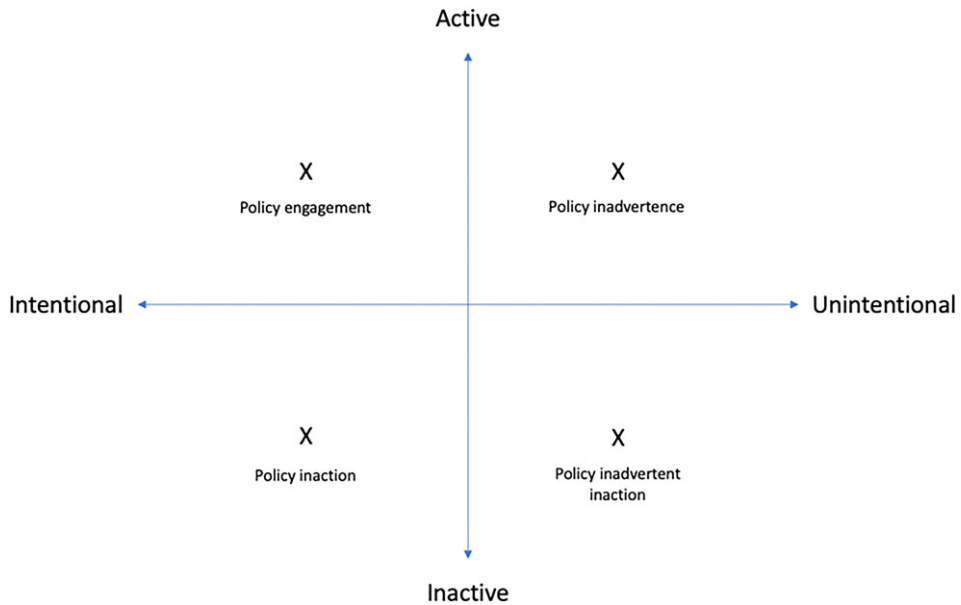 Active
X
X
Policy engagement
Policy inadvertence
Intentional
Unintentional
X
X
Policy inaction
Policy inadvertent
inaction
Inactive